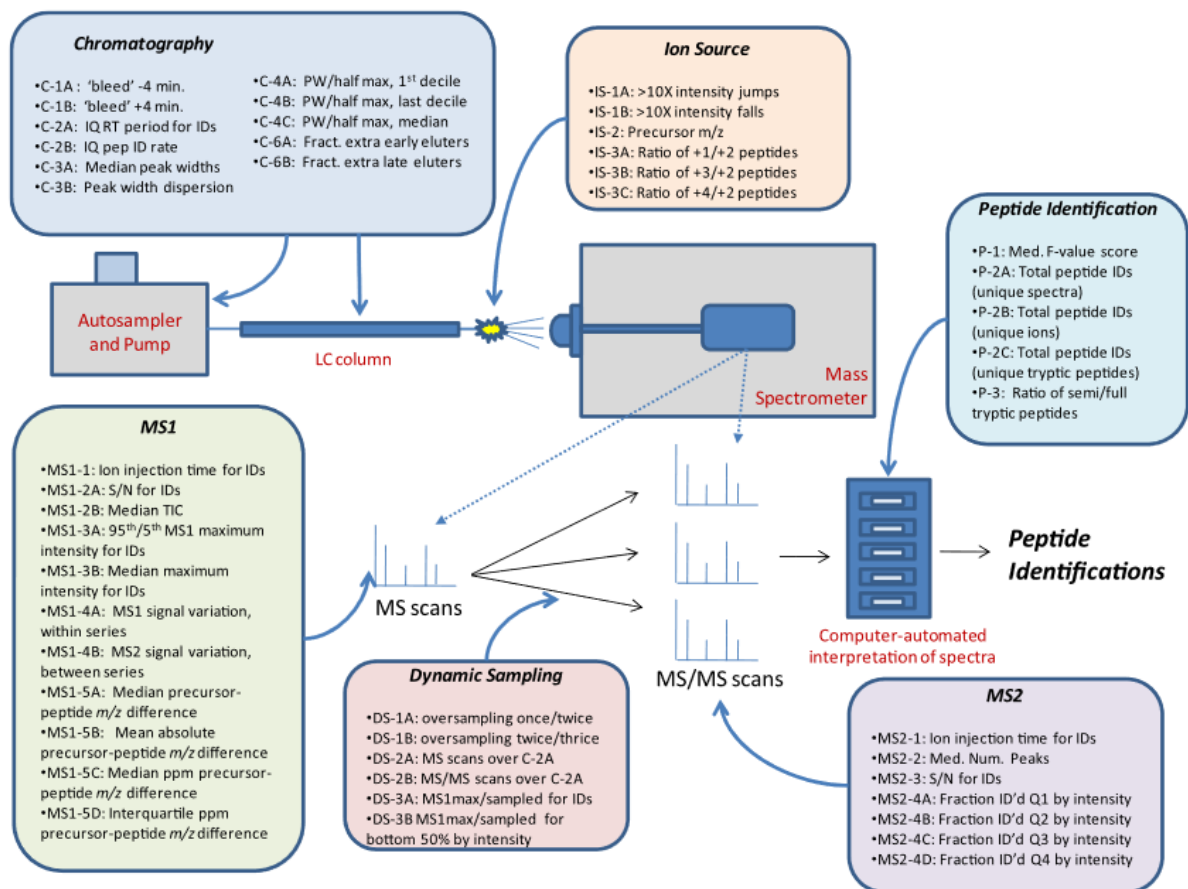 Chromatography
•C-1A : ‘bleed’ -4 min.
•C-1B: ‘bleed’ +4 min.
•C-2A: IQ RT period for IDs
•C-2B: IQ pep ID rate
•C-3A: Median peak widths
•C-3B: Peak width dispersion
•C-4A: PW/half max, 1st decile
•C-4B: PW/half max, last decile
•C-4C: PW/half max, median
•C-6A: Fract. extra early eluters
•C-6B: Fract. extra late eluters
Ion Source
•IS-1A: >10X intensity jumps
•IS-1B: >10X intensity falls
•IS-2: Precursor m/z
•IS-3A: Ratio of +1/+2 peptides
•IS-3B: Ratio of +3/+2 peptides
•IS-3C: Ratio of +4/+2 peptides
Peptide Identification
•P-1: Med. F-value score
•P-2A: Total peptide IDs
(unique spectra)
•P-2B: Total peptide IDs
(unique ions)
•P-2C: Total peptide IDs
(unique tryptic peptides)
•P-3: Ratio of semi/full
tryptic peptides
Autosampler
and Pump
LC column
Mass
Spectrometer
MS1
•MS1-1: Ion injection time for IDs
•MS1-2A: S/N for IDs
•MS1-2B: Median TIC
•MS1-3A: 95th/5th MS1 maximum
intensity for IDs
•MS1-3B: Median maximum
intensity for IDs
•MS1-4A: MS1 signal variation,
within series
•MS1-4B: MS2 signal variation,
between series
•MS1-5A: Median precursor-
peptide m/z difference
•MS1-5B: Mean absolute
precursor-peptide m/z difference
•MS1-5C: Median ppm precursor-
peptide m/z difference
•MS1-5D: Interquartile ppm
precursor-peptide m/z difference
MS scans
MS/MS scans
Computer-automated
interpretation of spectra
Peptide
Identifications
Dynamic Sampling
•DS-1A: oversampling once/twice
•DS-1B: oversampling twice/thrice
•DS-2A: MS scans over C-2A
•DS-2B: MS/MS scans over C-2A
•DS-3A: MS1max/sampled for IDs
•DS-3B MS1max/sampled for
bottom 50% by intensity
MS2
•MS2-1: Ion injection time for IDs
•MS2-2: Med. Num. Peaks
•MS2-3: S/N for IDs
•MS2-4A: Fraction ID’d Q1 by intensity
•MS2-4B: Fraction ID’d Q2 by intensity
•MS2-4C: Fraction ID’d Q3 by intensity
•MS2-4D: Fraction ID’d Q4 by intensity